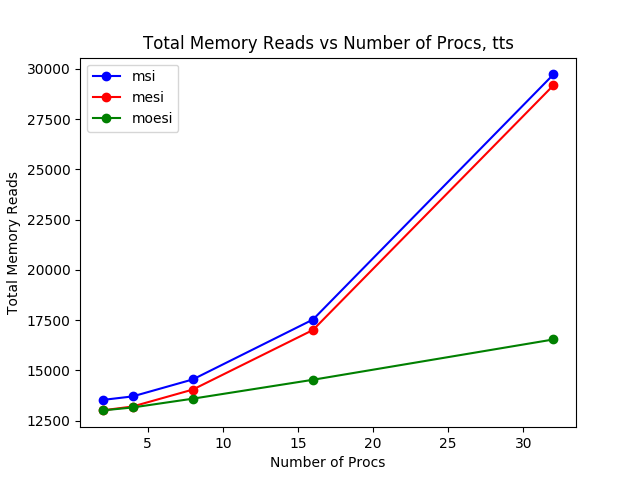 Total Memory Reads vs Number of Procs, tts
msi
mesi
moesi
30000
27500
25000
22500
20000
17500
15000
12500
Total Memory Reads
5 10 15 20 25 30
Number of Procs